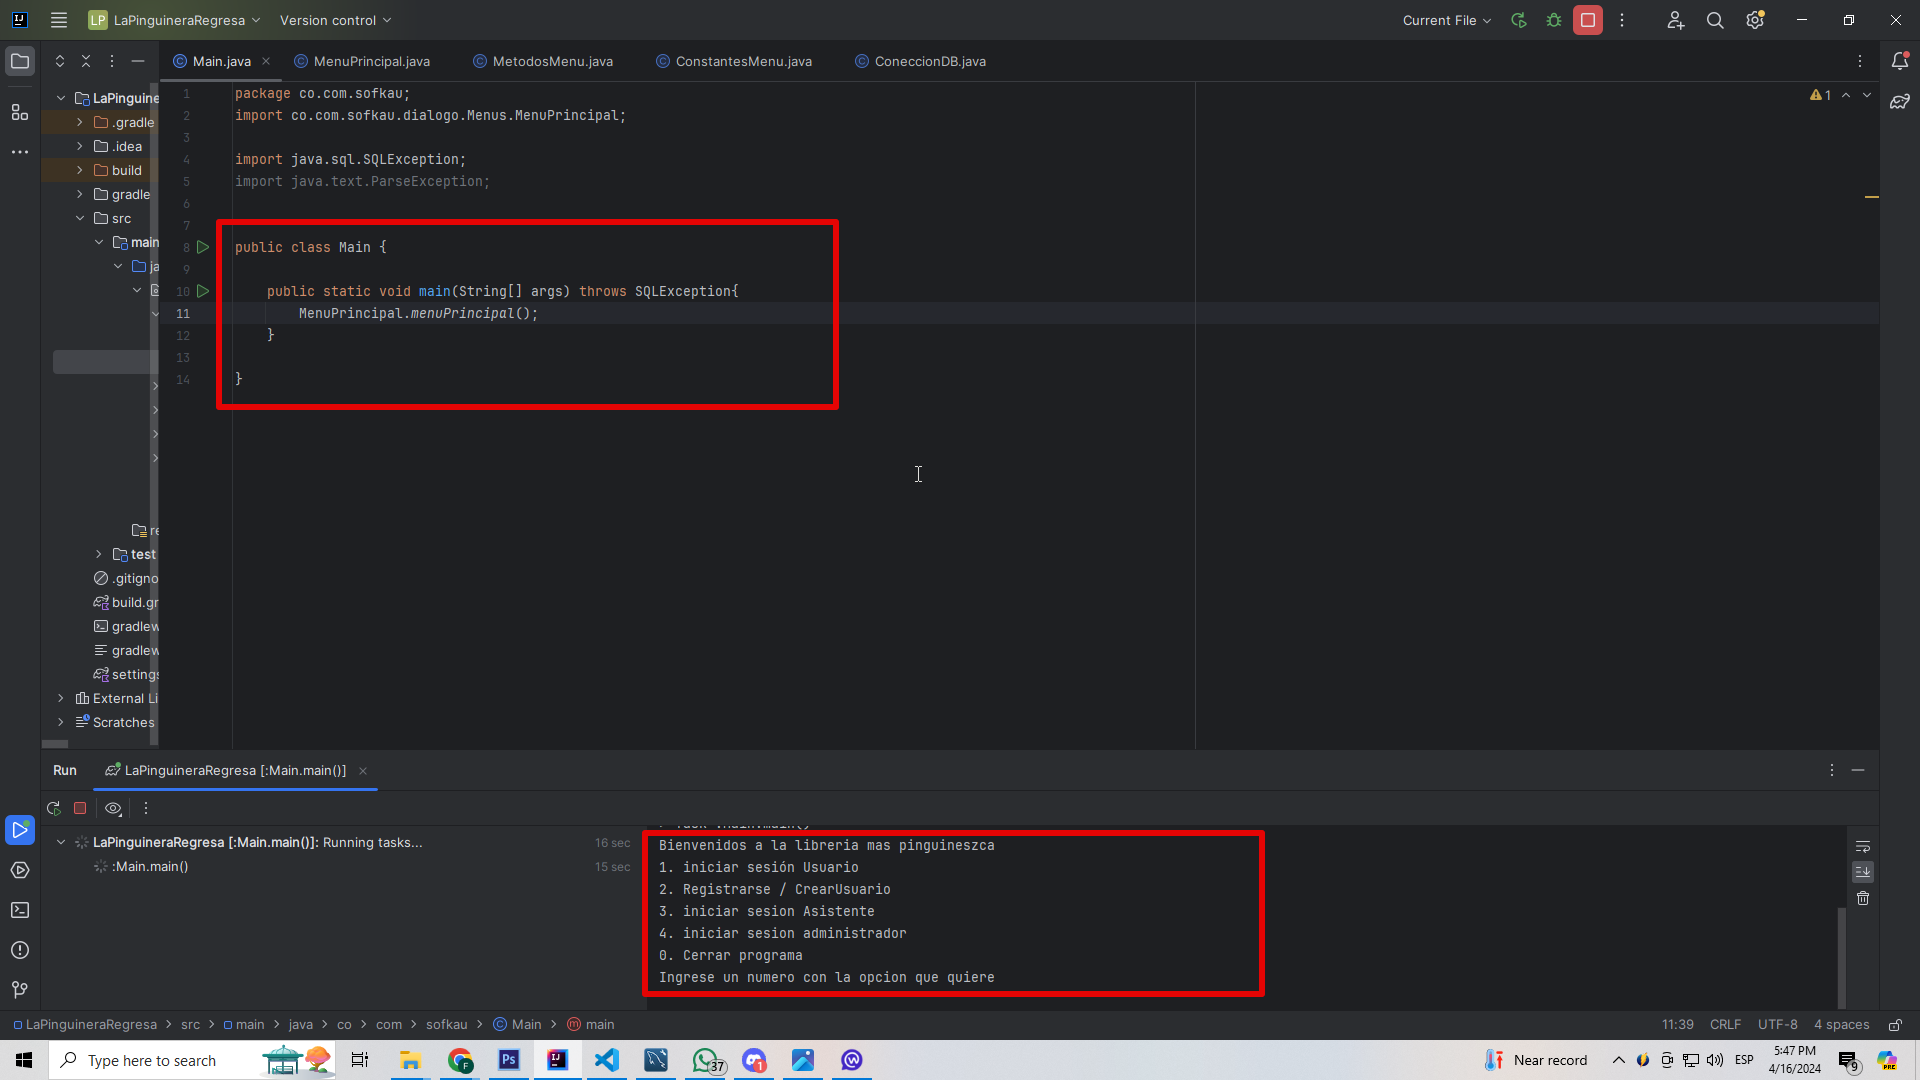 LP LaPinguineraRegresa Version control Current File
Main.java MenuPrincipal.java MetodosMenu.java ConstantesMenu.java ConeccionDB.java
LaPinguine
.gradle
.idea
build
gradle
src
main
ja
re
test
.gitigno
build.gr
gradlew
gradlew
settings
External Li
Scratches
1 package co.com.sofkau;
2 import co.com.sofkau.dialogo.Menus.MenuPrincipal;
3
4 import java.sql.SQLException;
5 import java.text.ParseException;
6
7
8 public class Main {
9
10 public static void main(String[] args) throws SQLException{
11 MenuPrincipal.menuPrincipal();
12 }
13
14 }
1
Run LaPinguineraRegresa [:Main.main()]
LaPinguineraRegresa [:Main.main()]: Running tasks... 16 sec
:Main.main() 15 sec
Bienvenidos a la libreria mas pinguineszca
1. iniciar sesión Usuario
2. Registrarse / CrearUsuario
3. iniciar sesion Asistente
4. iniciar sesion administrador
0. Cerrar programa
Ingrese un numero con la opcion que quiere
LaPinguineraRegresa > src > main > java > co > com > sofkau > Main > main 11:39 CRLF UTF-8 4 spaces
Type here to search Ps 37 1 Near record ESP 5:47 PM 9
4/16/2024